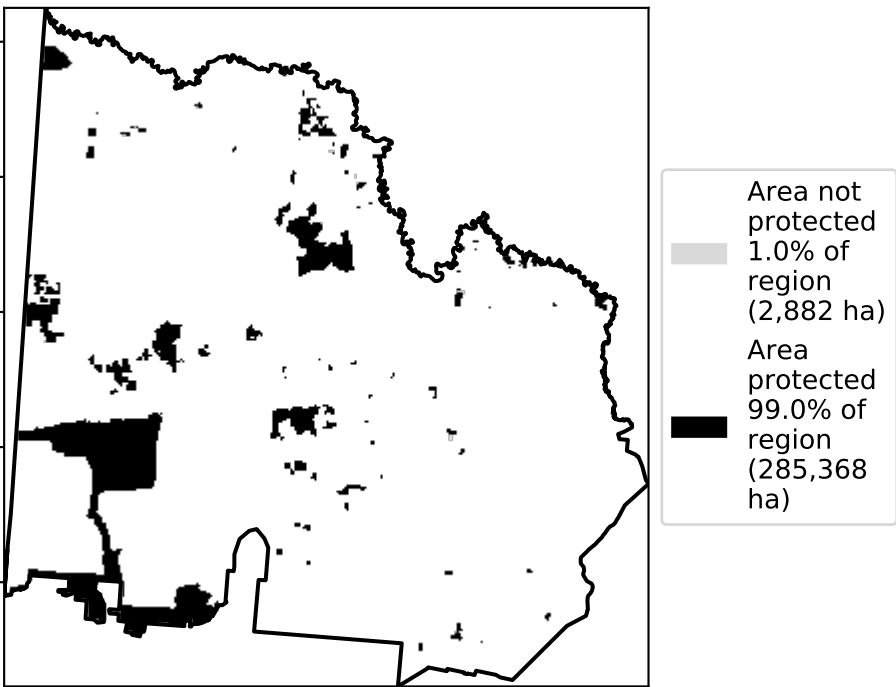 Area not
protected
1.0% of
region
(2,882 ha)
Area
protected
99.0% of
region
(285,368
ha)